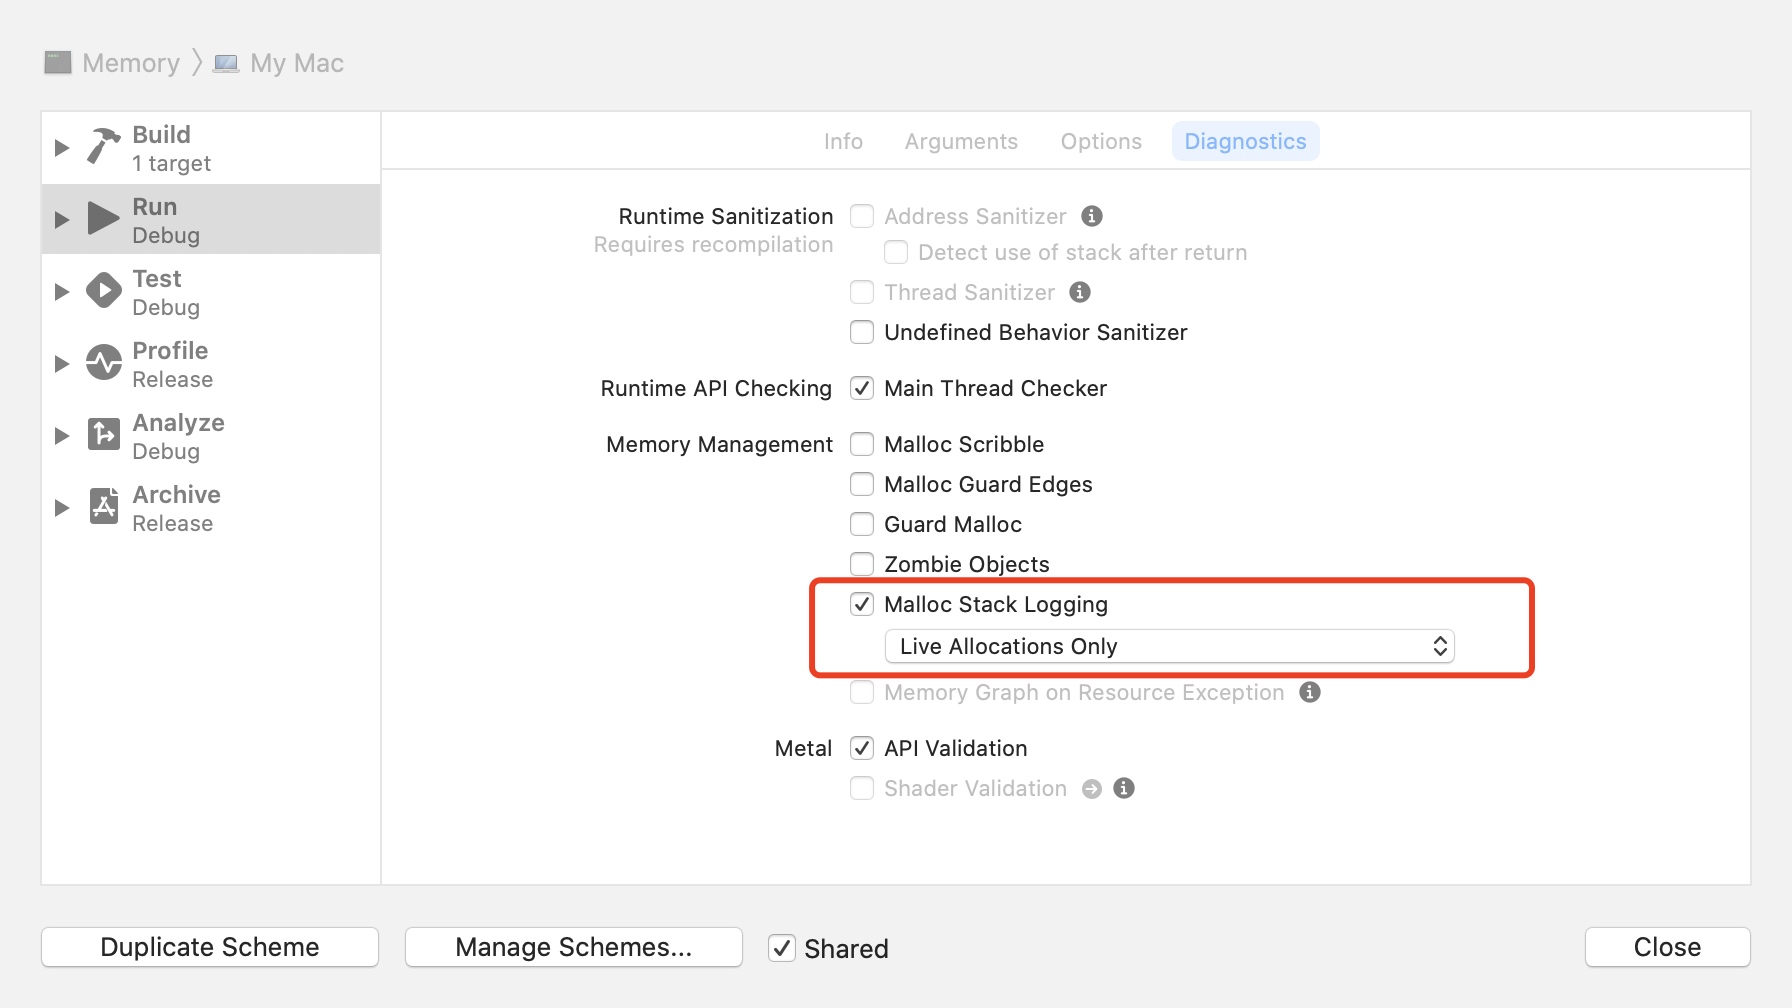 Memory
My Mac
Build
1 target
Run
Debug
Test
Debug
Profile
Release
Analyze
Debug
Archive
Release
Info Arguments Options Diagnostics
Runtime Sanitization Address Sanitizer
Requires recompilation Detect use of stack after return
Thread Sanitizer
Undefined Behavior Sanitizer
Runtime API Checking Main Thread Checker
Memory Management Malloc Scribble
Malloc Guard Edges
Guard Malloc
Zombie Objects
Malloc Stack Logging
Live Allocations Only
Memory Graph on Resource Exception
Metal API Validation
Shader Validation
Duplicate Scheme Manage Schemes... Shared Close